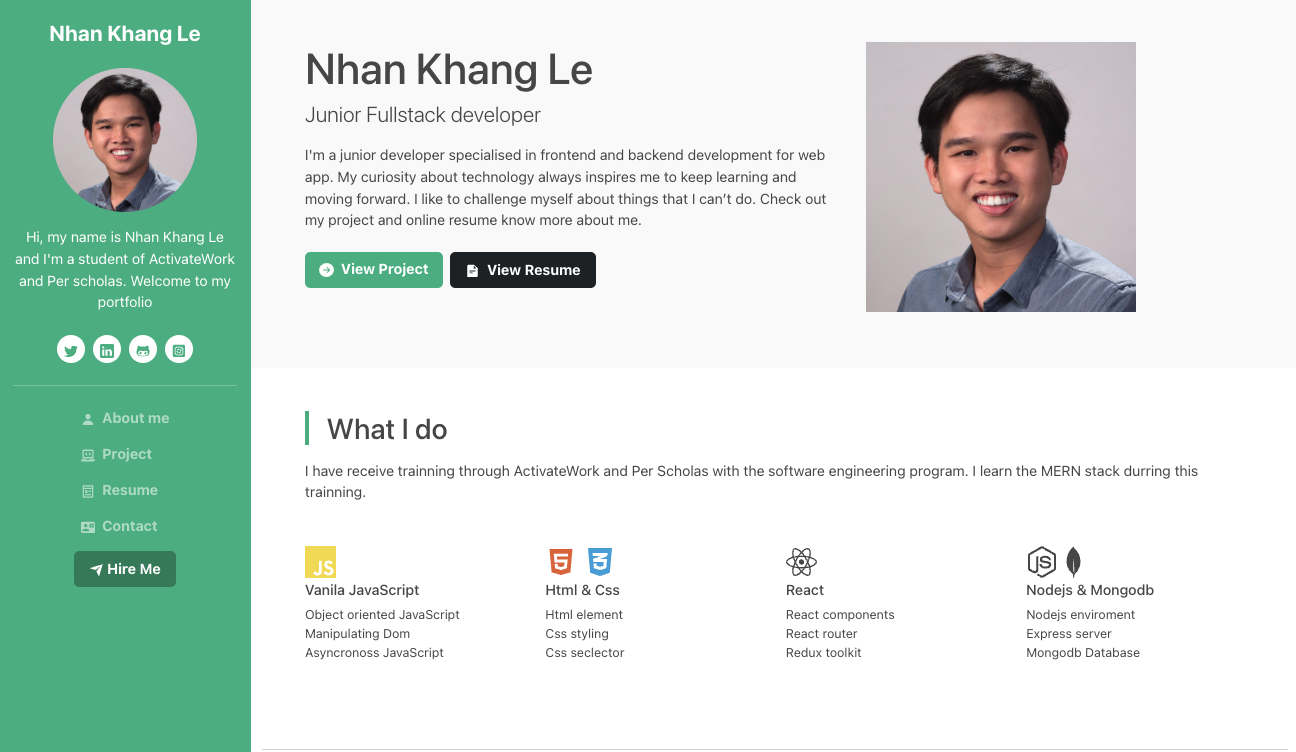 Nhan Khang Le
Hi, my name is Nhan Khang Le
and I'm a student of ActivateWork
and Per scholas. Welcome to my
portfolio
About me
Project
Resume
Contact
Hire Me
Nhan Khang Le
Junior Fullstack developer
I'm a junior developer specialised in frontend and backend development for web
app. My curiosity about technology always inspires me to keep learning and
moving forward. I like to challenge myself about things that I can’t do. Check out
my project and online resume know more about me.
View Project
View Resume
What I do
I have receive trainning through ActivateWork and Per Scholas with the software engineering program. I learn the MERN stack durring this
trainning.
JS
Vanila JavaScript
Object oriented JavaScript
Manipulating Dom
Asyncronoss JavaScript
5 3
Html & Css
Html element
Css styling
Css seclector
React
React components
React router
Redux toolkit
JS
Nodejs & Mongodb
Nodejs enviroment
Express server
Mongodb Database